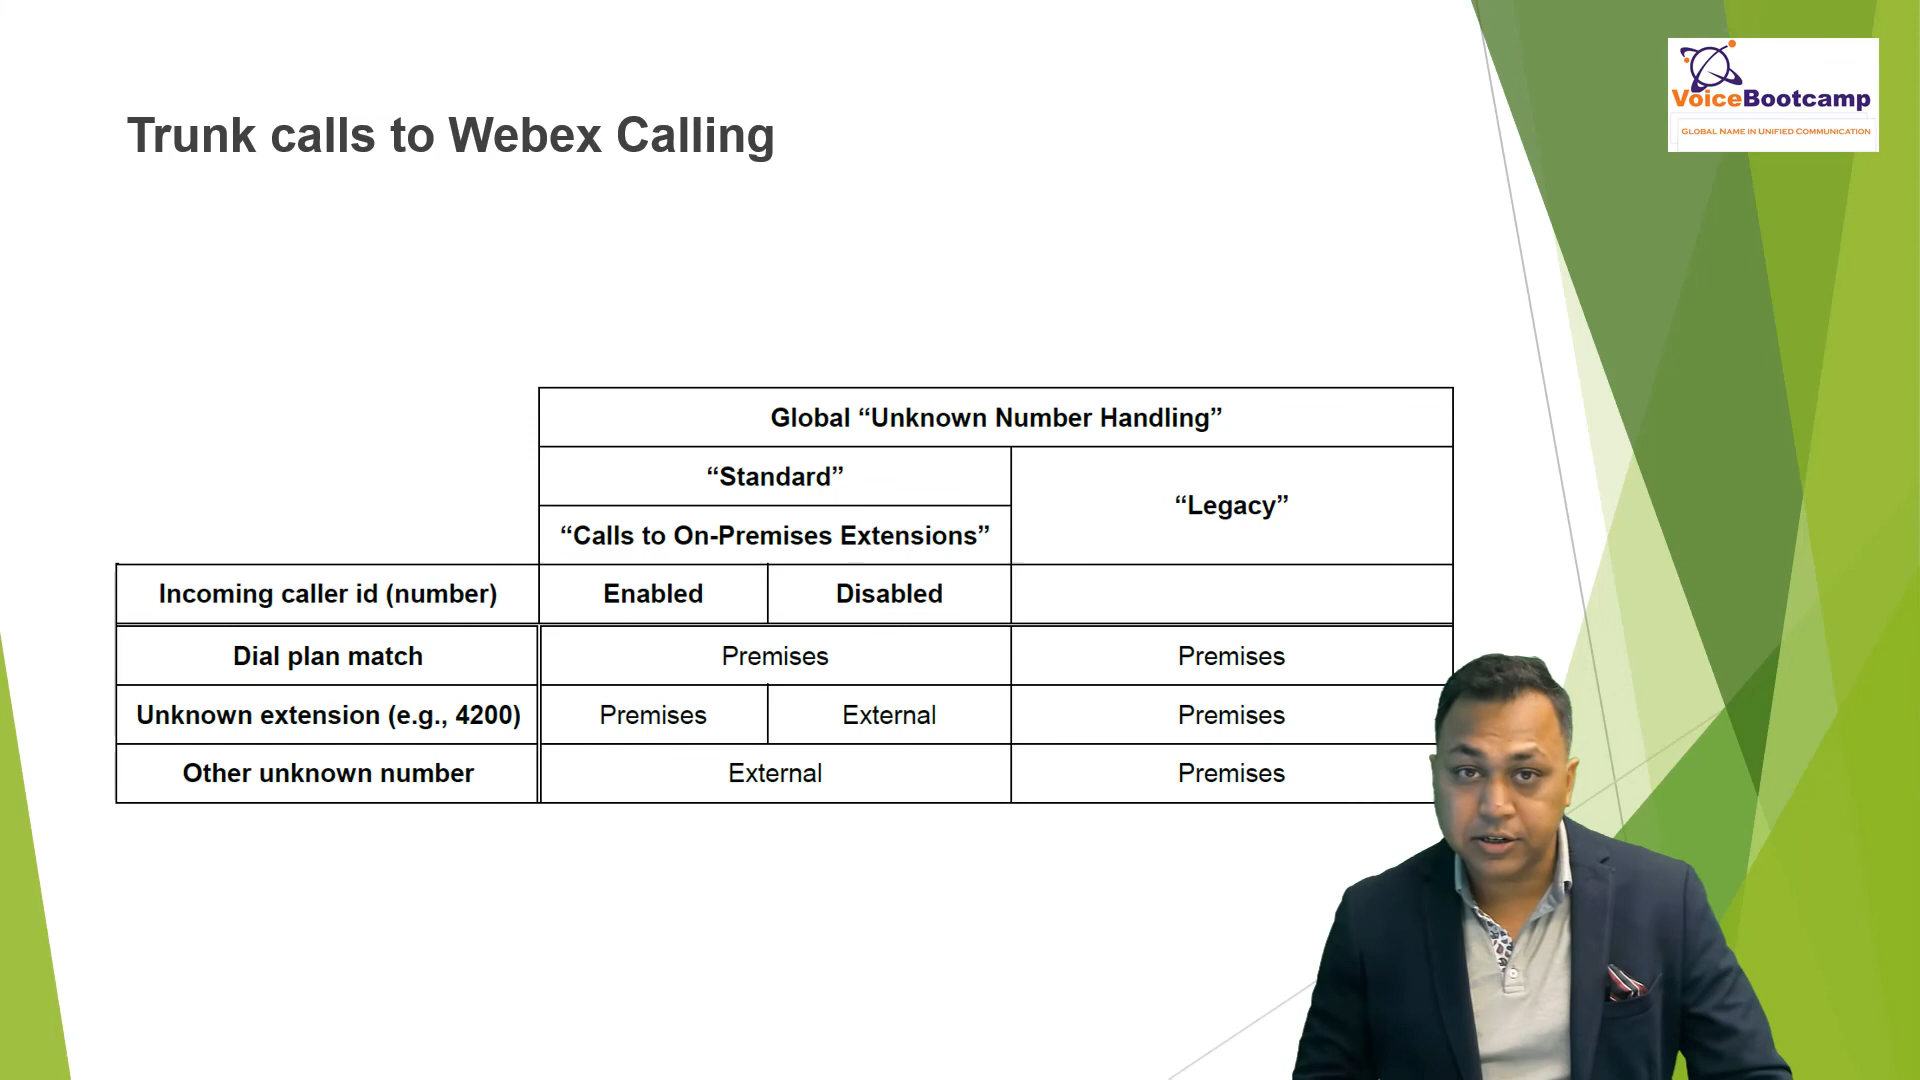 VoiceBootcamp
GLOBAL NAME IN UNIFIED COMMUNICATION
Trunk calls to Webex Calling
Global “Unknown Number Handling”
“Standard”
“Legacy”
“Calls to On-Premises Extensions”
Incoming caller id (number) Enabled Disabled
Dial plan match Premises Premises
Unknown extension (e.g., 4200) Premises External Premises
Other unknown number External Premises